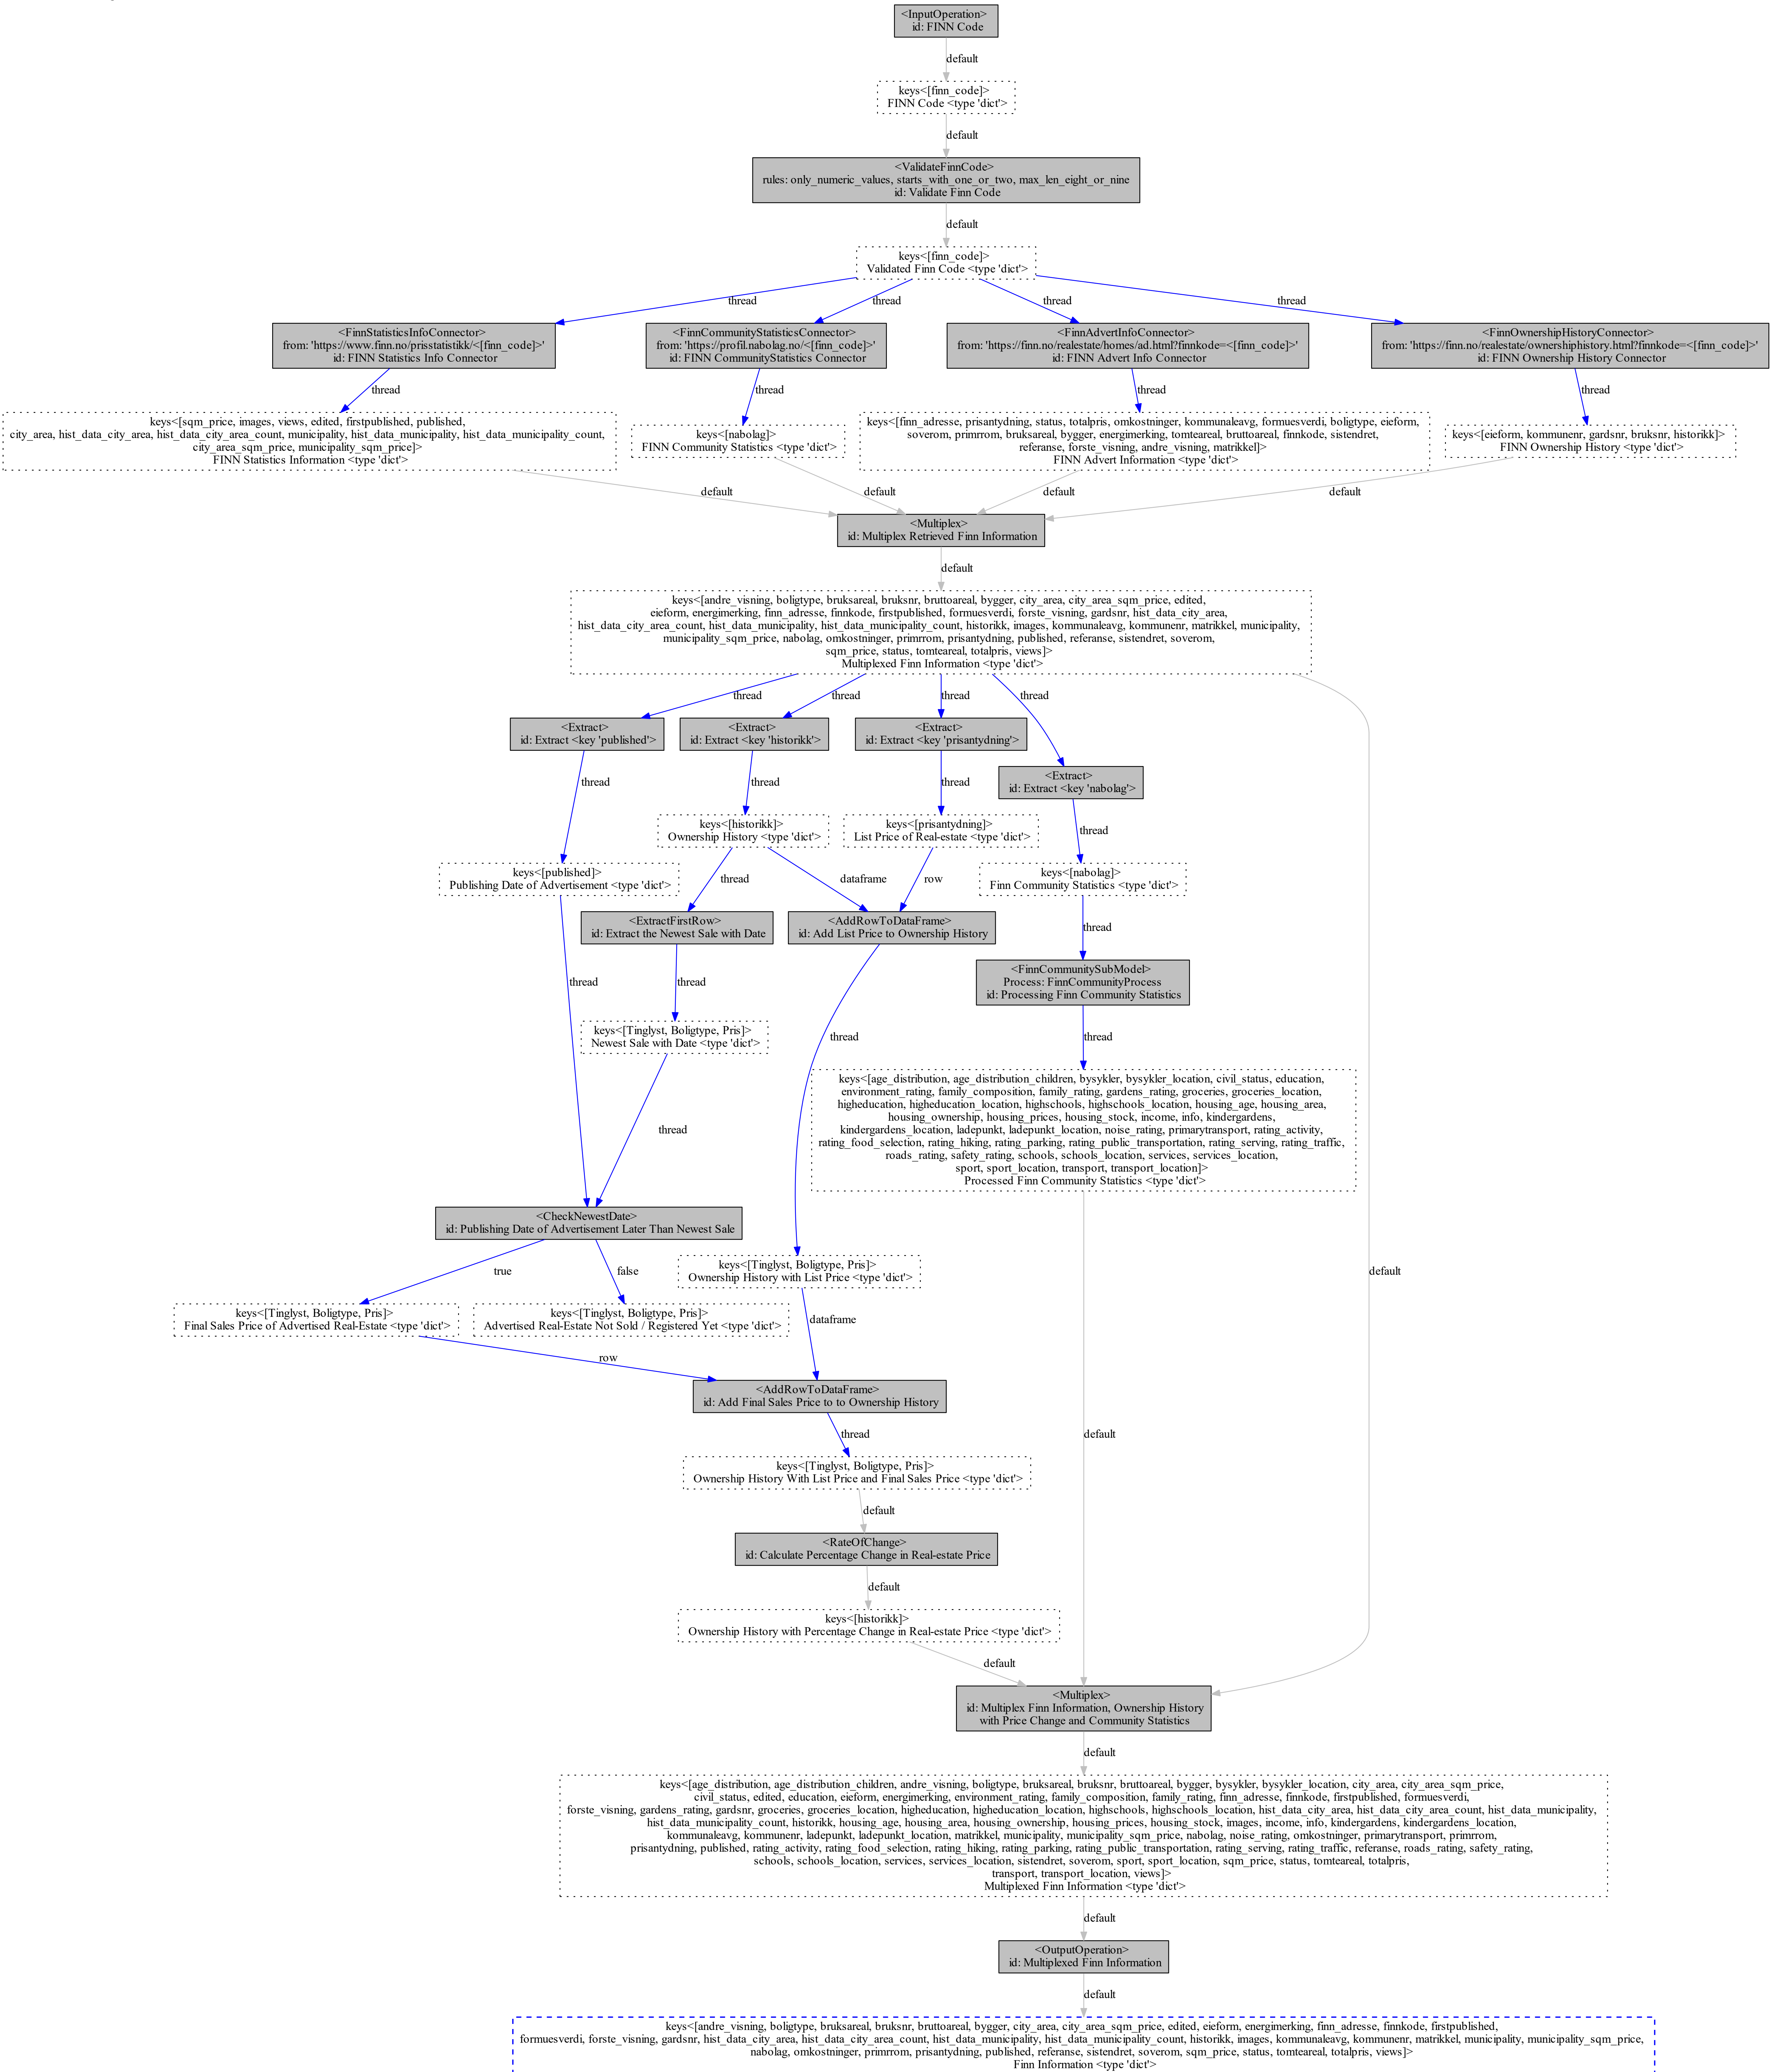 <InputOperation>
id: FINN Code
default
keys<[finn_code]>
FINN Code <type 'dict'>
default
<ValidateFinnCode>
rules: only_numeric_values, starts_with_one_or_two, max_len_eight_or_nine
id: Validate Finn Code
default
keys<[finn_code]>
Validated Finn Code <type 'dict'>
thread
thread
thread
thread
<FinnStatisticsInfoConnector>
from: 'https://www.finn.no/prisstatistikk/<[finn_code]>'
id: FINN Statistics Info Connector
<FinnCommunityStatisticsConnector>
from: 'https://profil.nabolag.no/<[finn_code]>'
id: FINN CommunityStatistics Connector
<FinnAdvertInfoConnector>
from: 'https://finn.no/realestate/homes/ad.html?finnkode=<[finn_code]>'
id: FINN Advert Info Connector
<FinnOwnershipHistoryConnector>
from: 'https://finn.no/realestate/ownershiphistory.html?finnkode=<[finn_code]>'
id: FINN Ownership History Connector
thread
thread
thread
thread
keys<[sqm_price, images, views, edited, firstpublished, published,
city_area, hist_data_city_area, hist_data_city_area_count, municipality, hist_data_municipality, hist_data_municipality_count,
city_area_sqm_price, municipality_sqm_price]>
FINN Statistics Information <type 'dict'>
keys<[nabolag]>
FINN Community Statistics <type 'dict'>
keys<[finn_adresse, prisantydning, status, totalpris, omkostninger, kommunaleavg, formuesverdi, boligtype, eieform,
soverom, primrrom, bruksareal, bygger, energimerking, tomteareal, bruttoareal, finnkode, sistendret,
referanse, forste_visning, andre_visning, matrikkel]>
FINN Advert Information <type 'dict'>
keys<[eieform, kommunenr, gardsnr, bruksnr, historikk]>
FINN Ownership History <type 'dict'>
default
default
default
default
<Multiplex>
id: Multiplex Retrieved Finn Information
default
keys<[andre_visning, boligtype, bruksareal, bruksnr, bruttoareal, bygger, city_area, city_area_sqm_price, edited,
eieform, energimerking, finn_adresse, finnkode, firstpublished, formuesverdi, forste_visning, gardsnr, hist_data_city_area,
hist_data_city_area_count, hist_data_municipality, hist_data_municipality_count, historikk, images, kommunaleavg, kommunenr, matrikkel, municipality,
municipality_sqm_price, nabolag, omkostninger, primrrom, prisantydning, published, referanse, sistendret, soverom,
sqm_price, status, tomteareal, totalpris, views]>
Multiplexed Finn Information <type 'dict'>
thread
thread
thread
thread
<Extract>
id: Extract <key 'published'>
<Extract>
id: Extract <key 'historikk'>
<Extract>
id: Extract <key 'prisantydning'>
<Extract>
id: Extract <key 'nabolag'>
thread
thread
thread
thread
keys<[historikk]>
Ownership History <type 'dict'>
keys<[prisantydning]>
List Price of Real-estate <type 'dict'>
keys<[published]>
Publishing Date of Advertisement <type 'dict'>
keys<[nabolag]>
Finn Community Statistics <type 'dict'>
thread
dataframe
row
<ExtractFirstRow>
id: Extract the Newest Sale with Date
<AddRowToDataFrame>
id: Add List Price to Ownership History
thread
<FinnCommunitySubModel>
Process: FinnCommunityProcess
id: Processing Finn Community Statistics
thread
thread
thread
thread
keys<[Tinglyst, Boligtype, Pris]>
Newest Sale with Date <type 'dict'>
keys<[age_distribution, age_distribution_children, bysykler, bysykler_location, civil_status, education,
environment_rating, family_composition, family_rating, gardens_rating, groceries, groceries_location,
higheducation, higheducation_location, highschools, highschools_location, housing_age, housing_area,
housing_ownership, housing_prices, housing_stock, income, info, kindergardens,
kindergardens_location, ladepunkt, ladepunkt_location, noise_rating, primarytransport, rating_activity,
rating_food_selection, rating_hiking, rating_parking, rating_public_transportation, rating_serving, rating_traffic,
roads_rating, safety_rating, schools, schools_location, services, services_location,
sport, sport_location, transport, transport_location]>
Processed Finn Community Statistics <type 'dict'>
thread
<CheckNewestDate>
id: Publishing Date of Advertisement Later Than Newest Sale
true
false
keys<[Tinglyst, Boligtype, Pris]>
Ownership History with List Price <type 'dict'>
default
keys<[Tinglyst, Boligtype, Pris]>
Final Sales Price of Advertised Real-Estate <type 'dict'>
keys<[Tinglyst, Boligtype, Pris]>
Advertised Real-Estate Not Sold / Registered Yet <type 'dict'>
dataframe
row
<AddRowToDataFrame>
id: Add Final Sales Price to to Ownership History
thread
default
keys<[Tinglyst, Boligtype, Pris]>
Ownership History With List Price and Final Sales Price <type 'dict'>
default
<RateOfChange>
id: Calculate Percentage Change in Real-estate Price
default
keys<[historikk]>
Ownership History with Percentage Change in Real-estate Price <type 'dict'>
default
<Multiplex>
id: Multiplex Finn Information, Ownership History
with Price Change and Community Statistics
default
keys<[age_distribution, age_distribution_children, andre_visning, boligtype, bruksareal, bruksnr, bruttoareal, bygger, bysykler, bysykler_location, city_area, city_area_sqm_price,
civil_status, edited, education, eieform, energimerking, environment_rating, family_composition, family_rating, finn_adresse, finnkode, firstpublished, formuesverdi,
forste_visning, gardens_rating, gardsnr, groceries, groceries_location, higheducation, higheducation_location, highschools, highschools_location, hist_data_city_area, hist_data_city_area_count, hist_data_municipality,
hist_data_municipality_count, historikk, housing_age, housing_area, housing_ownership, housing_prices, housing_stock, images, income, info, kindergardens, kindergardens_location,
kommunaleavg, kommunenr, ladepunkt, ladepunkt_location, matrikkel, municipality, municipality_sqm_price, nabolag, noise_rating, omkostninger, primarytransport, primrrom,
prisantydning, published, rating_activity, rating_food_selection, rating_hiking, rating_parking, rating_public_transportation, rating_serving, rating_traffic, referanse, roads_rating, safety_rating,
schools, schools_location, services, services_location, sistendret, soverom, sport, sport_location, sqm_price, status, tomteareal, totalpris,
transport, transport_location, views]>
Multiplexed Finn Information <type 'dict'>
default
<OutputOperation>
id: Multiplexed Finn Information
default
keys<[andre_visning, boligtype, bruksareal, bruksnr, bruttoareal, bygger, city_area, city_area_sqm_price, edited, eieform, energimerking, finn_adresse, finnkode, firstpublished,
formuesverdi, forste_visning, gardsnr, hist_data_city_area, hist_data_city_area_count, hist_data_municipality, hist_data_municipality_count, historikk, images, kommunaleavg, kommunenr, matrikkel, municipality, municipality_sqm_price,
nabolag, omkostninger, primrrom, prisantydning, published, referanse, sistendret, soverom, sqm_price, status, tomteareal, totalpris, views]>
Finn Information <type 'dict'>